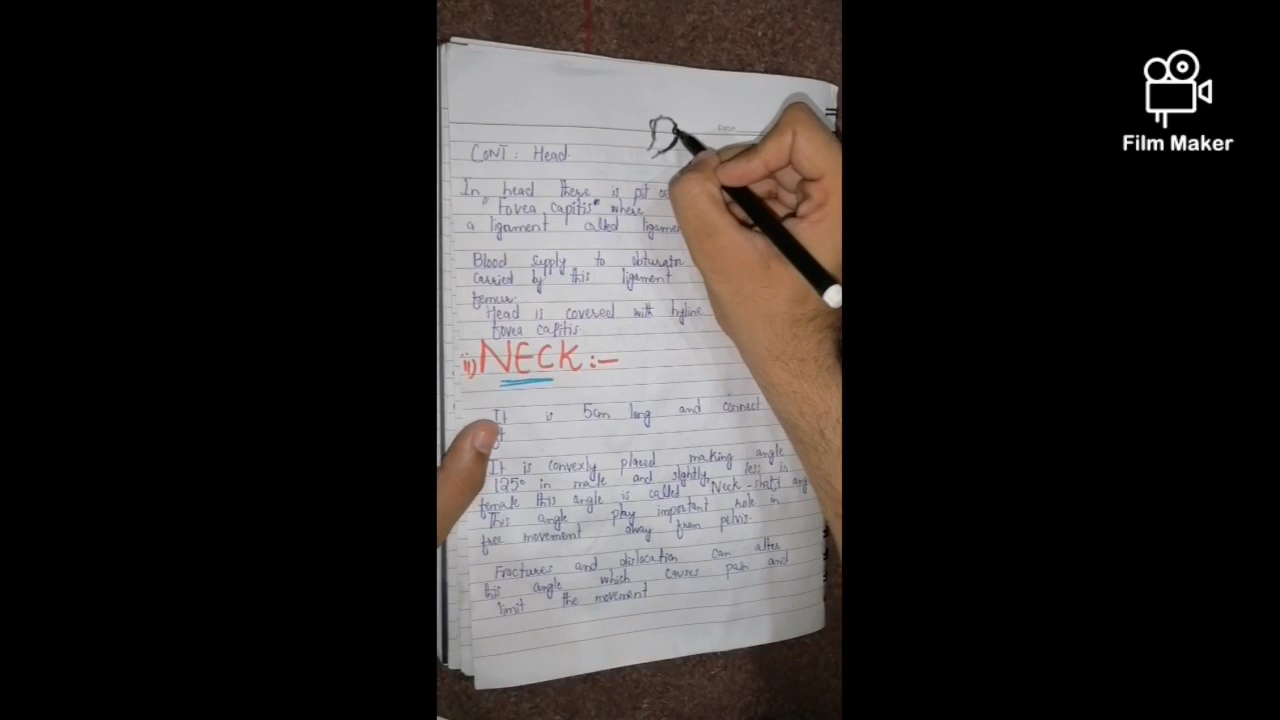 CONT: Head
In head there is pit
"Fovea capitis" where
a ligament called
Blood supply to obturator
carried by this ligament
femur.
Head is covered with hyline
fovea capitis
ii) NECK :-
It is 5cm long and connect
It is convexly placed making angle
125° in male and slightly less in
female this angle is called "Neck-shaft
This angle play important role in
free movement away from pelvis.
Fractures and dislocation can alter
this angle which causes pain and
limit the movement
Film Maker